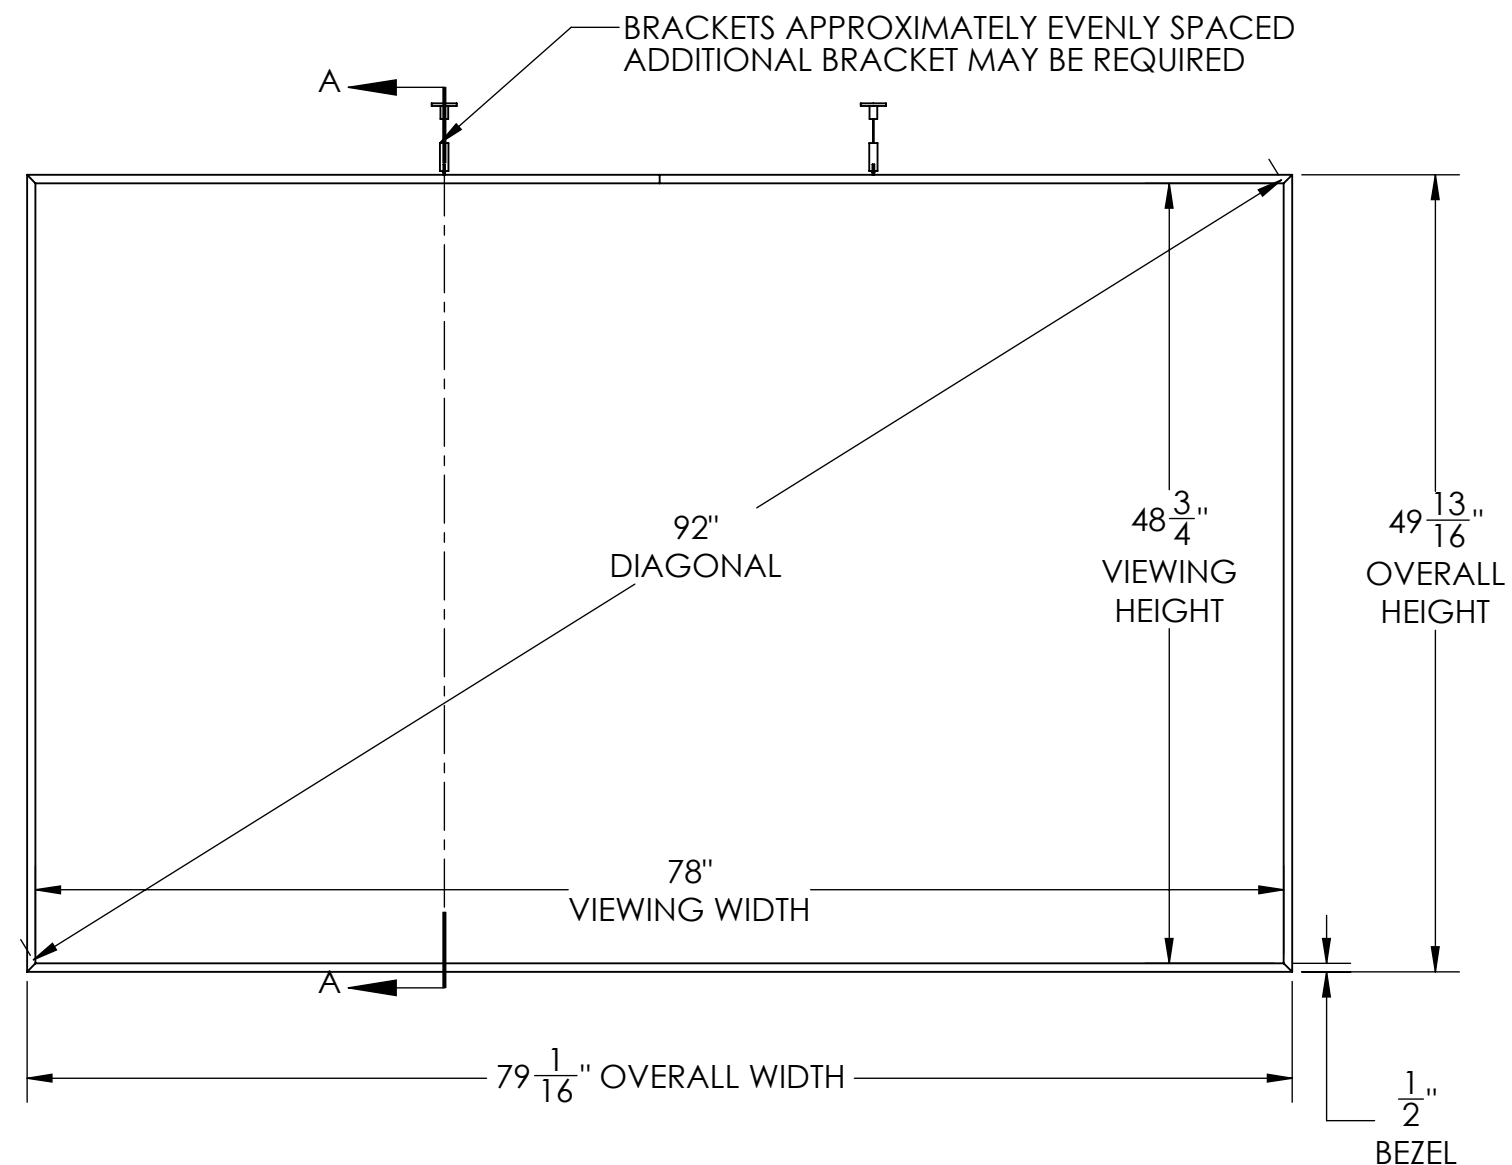 BRACKETS APPROXIMATELY EVENLY SPACED
ADDITIONAL BRACKET MAY BE REQUIRED
A
92"
DIAGONAL
48 3/4"
VIEWING
HEIGHT
49 13/16"
OVERALL
HEIGHT
78"
VIEWING WIDTH
A
79 1/16" OVERALL WIDTH
1/2"
BEZEL